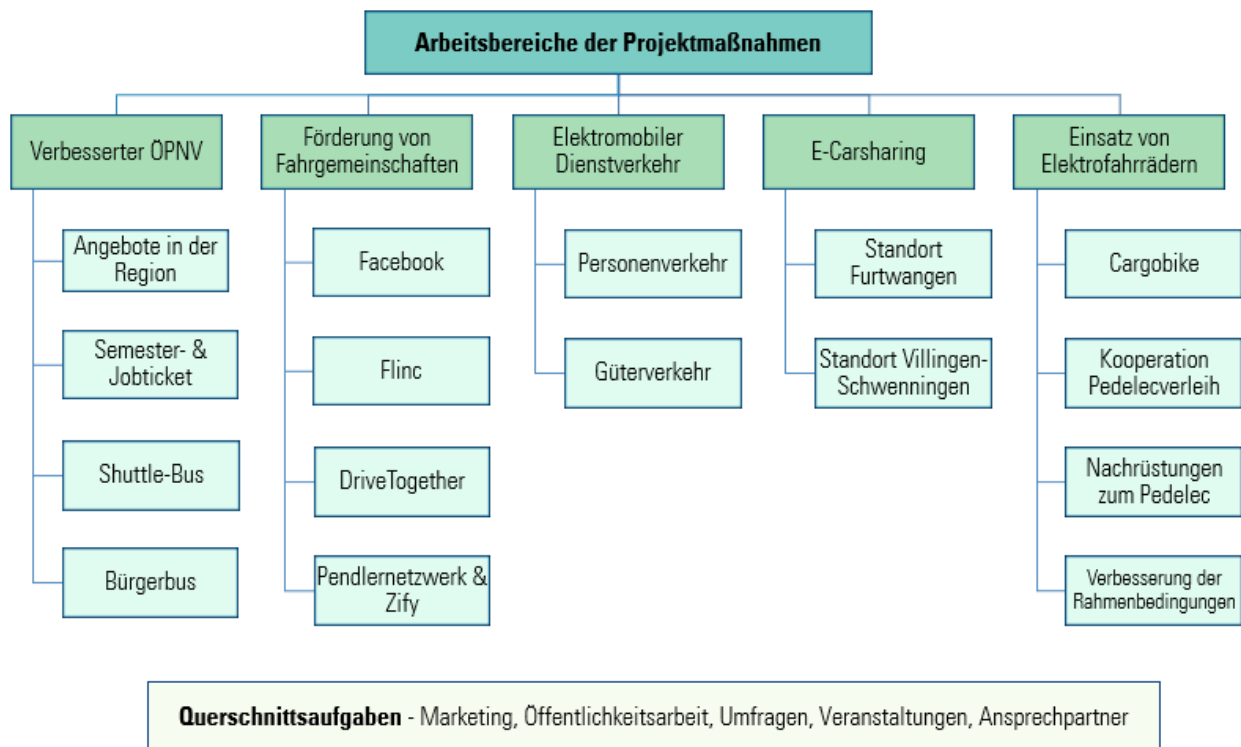 Arbeitsbereiche der Projektmaßnahmen
Verbesserter ÖPNV
Angebote in der
Region
Semester- &
Jobticket
Shuttle-Bus
Bürgerbus
Förderung von
Fahrgemeinschaften
Facebook
Flinc
DriveTogether
Pendlernetzwerk &
Zify
Elektromobiler
Dienstverkehr
Personenverkehr
Güterverkehr
E-Carsharing
Standort
Furtwangen
Standort Villingen-
Schwenningen
Einsatz von
Elektrofahrrädern
Cargobike
Kooperation
Pedelecverleih
Nachrüstungen
zum Pedelec
Verbesserung der
Rahmenbedingungen
Querschnittsaufgaben - Marketing, Öffentlichkeitsarbeit, Umfragen, Veranstaltungen, Ansprechpartner